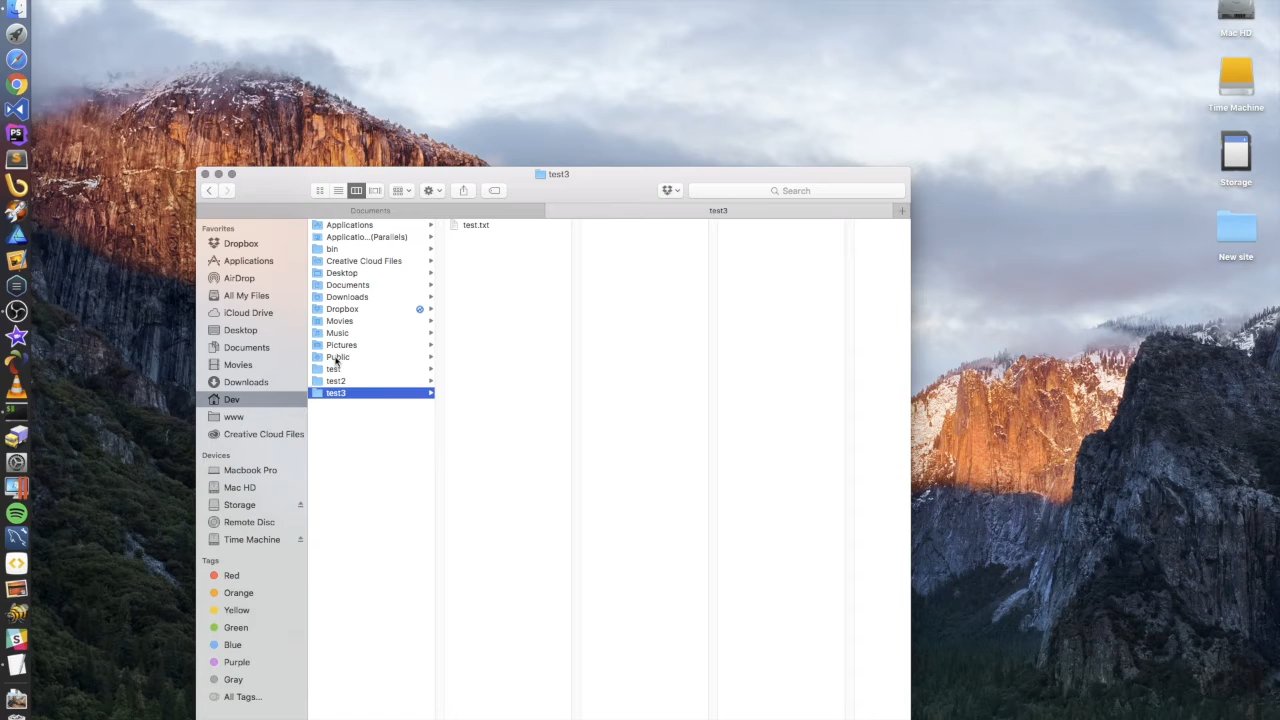 Mac HD
Time Machine
Storage
New site
test3
Search
Documents
test3
+
Favorites
Dropbox
Applications
AirDrop
All My Files
iCloud Drive
Desktop
Documents
Movies
Downloads
Dev
www
Creative Cloud Files
Devices
Macbook Pro
Mac HD
Storage
Remote Disc
Time Machine
Tags
Red
Orange
Yellow
Green
Blue
Purple
Gray
All Tags...
Applications
Applicatio...(Parallels)
bin
Creative Cloud Files
Desktop
Documents
Downloads
Dropbox
Movies
Music
Pictures
Public
test
test2
test3
test.txt
PS
S